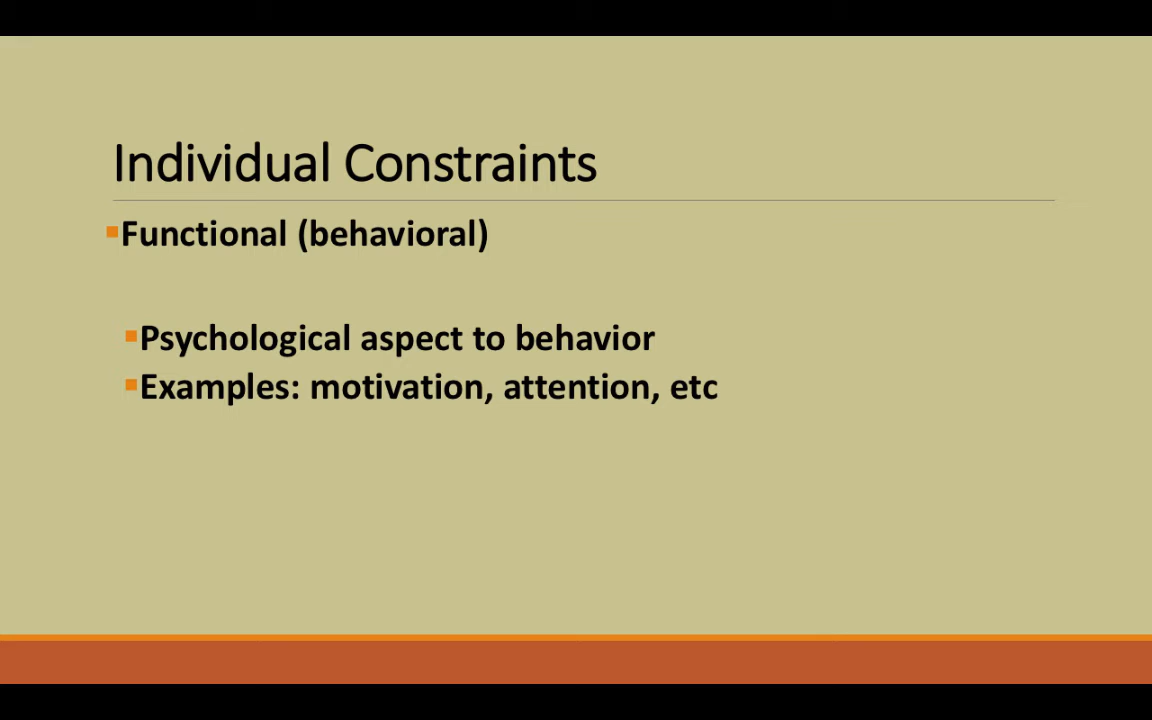 Individual Constraints
▪Functional (behavioral)
▪Psychological aspect to behavior
▪Examples: motivation, attention, etc